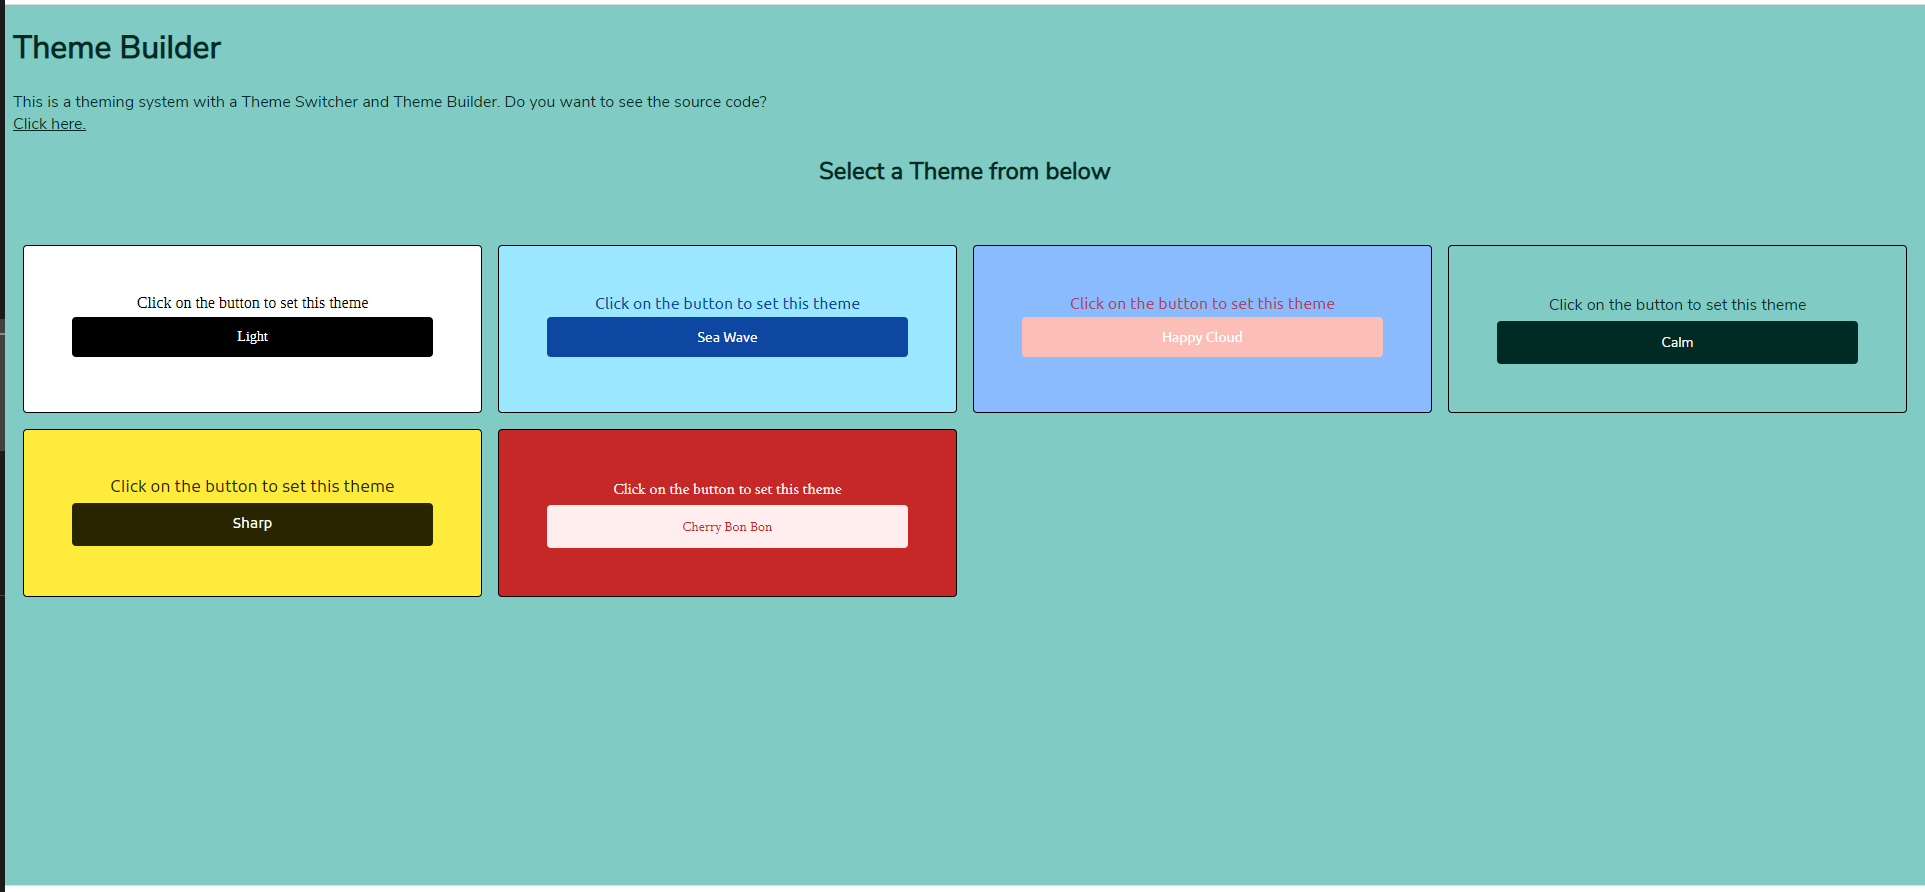 Theme Builder
This is a theming system with a Theme Switcher and Theme Builder. Do you want to see the source code?
Click here.
Select a Theme from below
Click on the button to set this theme
Light
Click on the button to set this theme
Sea Wave
Click on the button to set this theme
Happy Cloud
Click on the button to set this theme
Calm
Click on the button to set this theme
Sharp
Click on the button to set this theme
Cherry Bon Bon